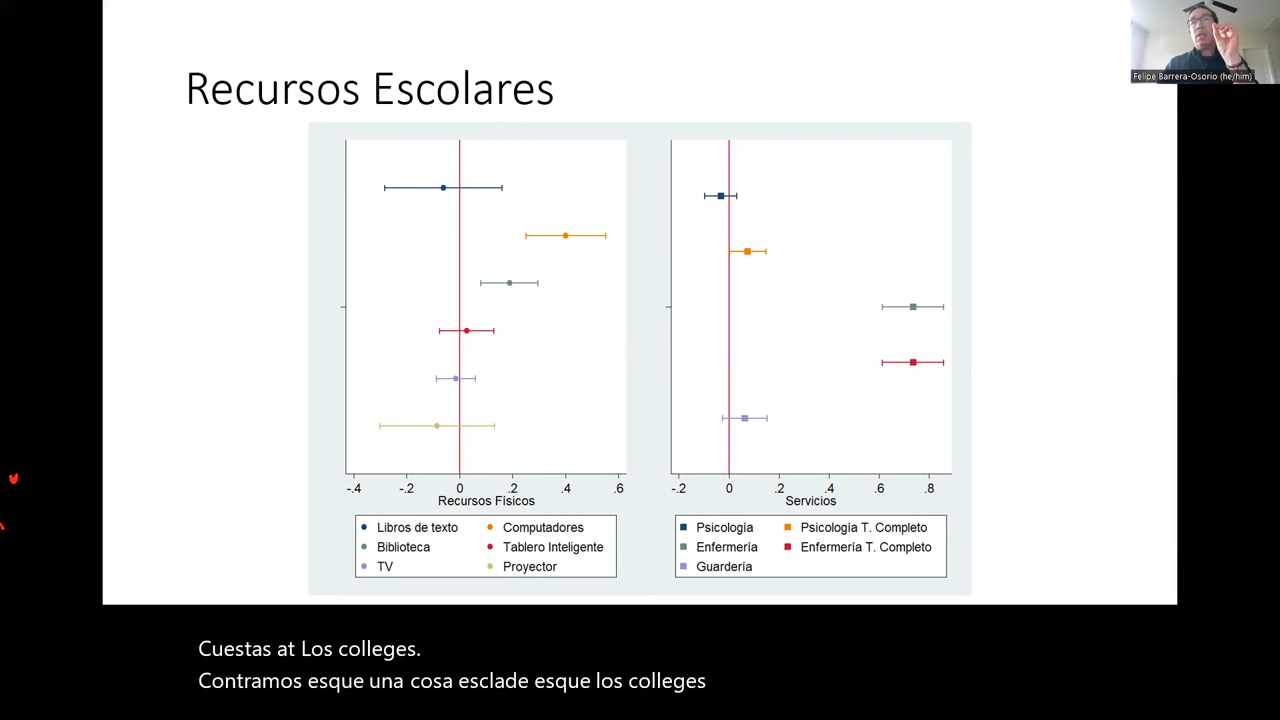 Felipe Barrera-Osorio (he/him)
Recursos Escolares
-.4 -.2 0 .2 .4 .6
Recursos Físicos
Libros de texto Computadores
Biblioteca Tablero Inteligente
TV Proyector
-.2 0 .2 .4 .6 .8
Servicios
Psicología Psicología T. Completo
Enfermería Enfermería T. Completo
Guardería
Cuestas at Los colleges.
Contramos esque una cosa esclade esque los colleges